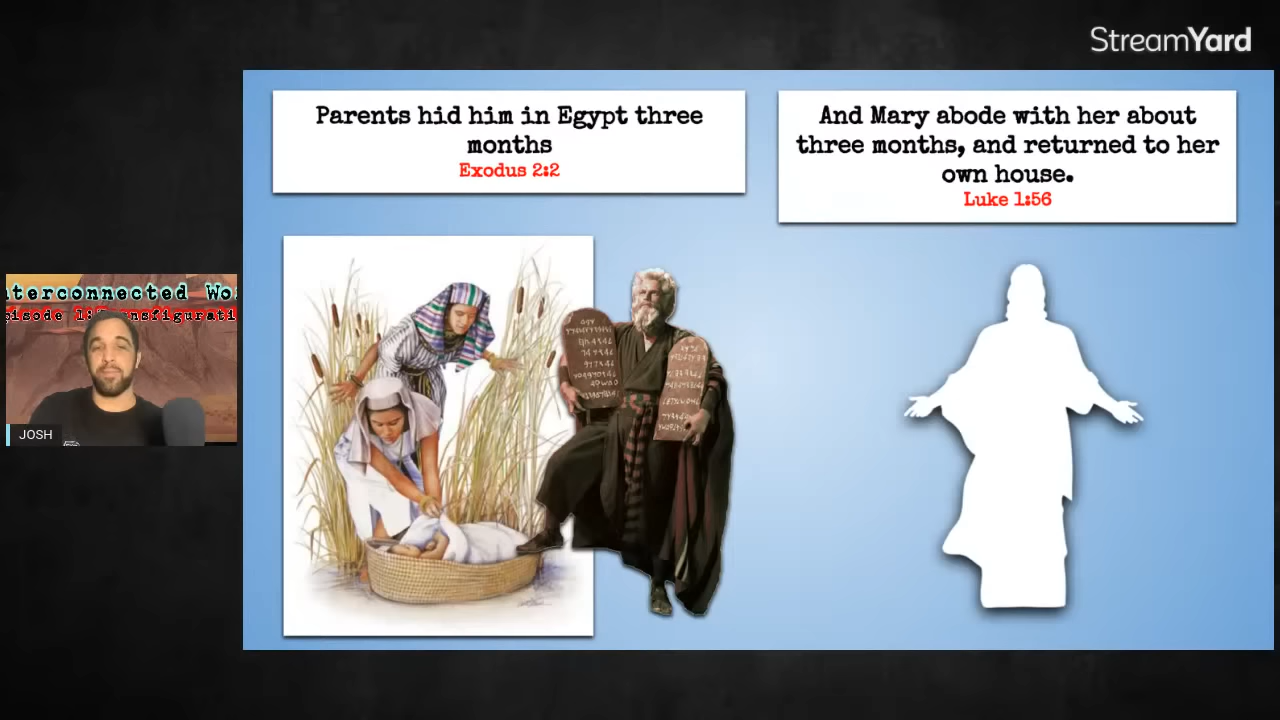 StreamYard
Parents hid him in Egypt three
months
Exodus 2:2
And Mary abode with her about
three months, and returned to her
own house.
Luke 1:56
JOSH